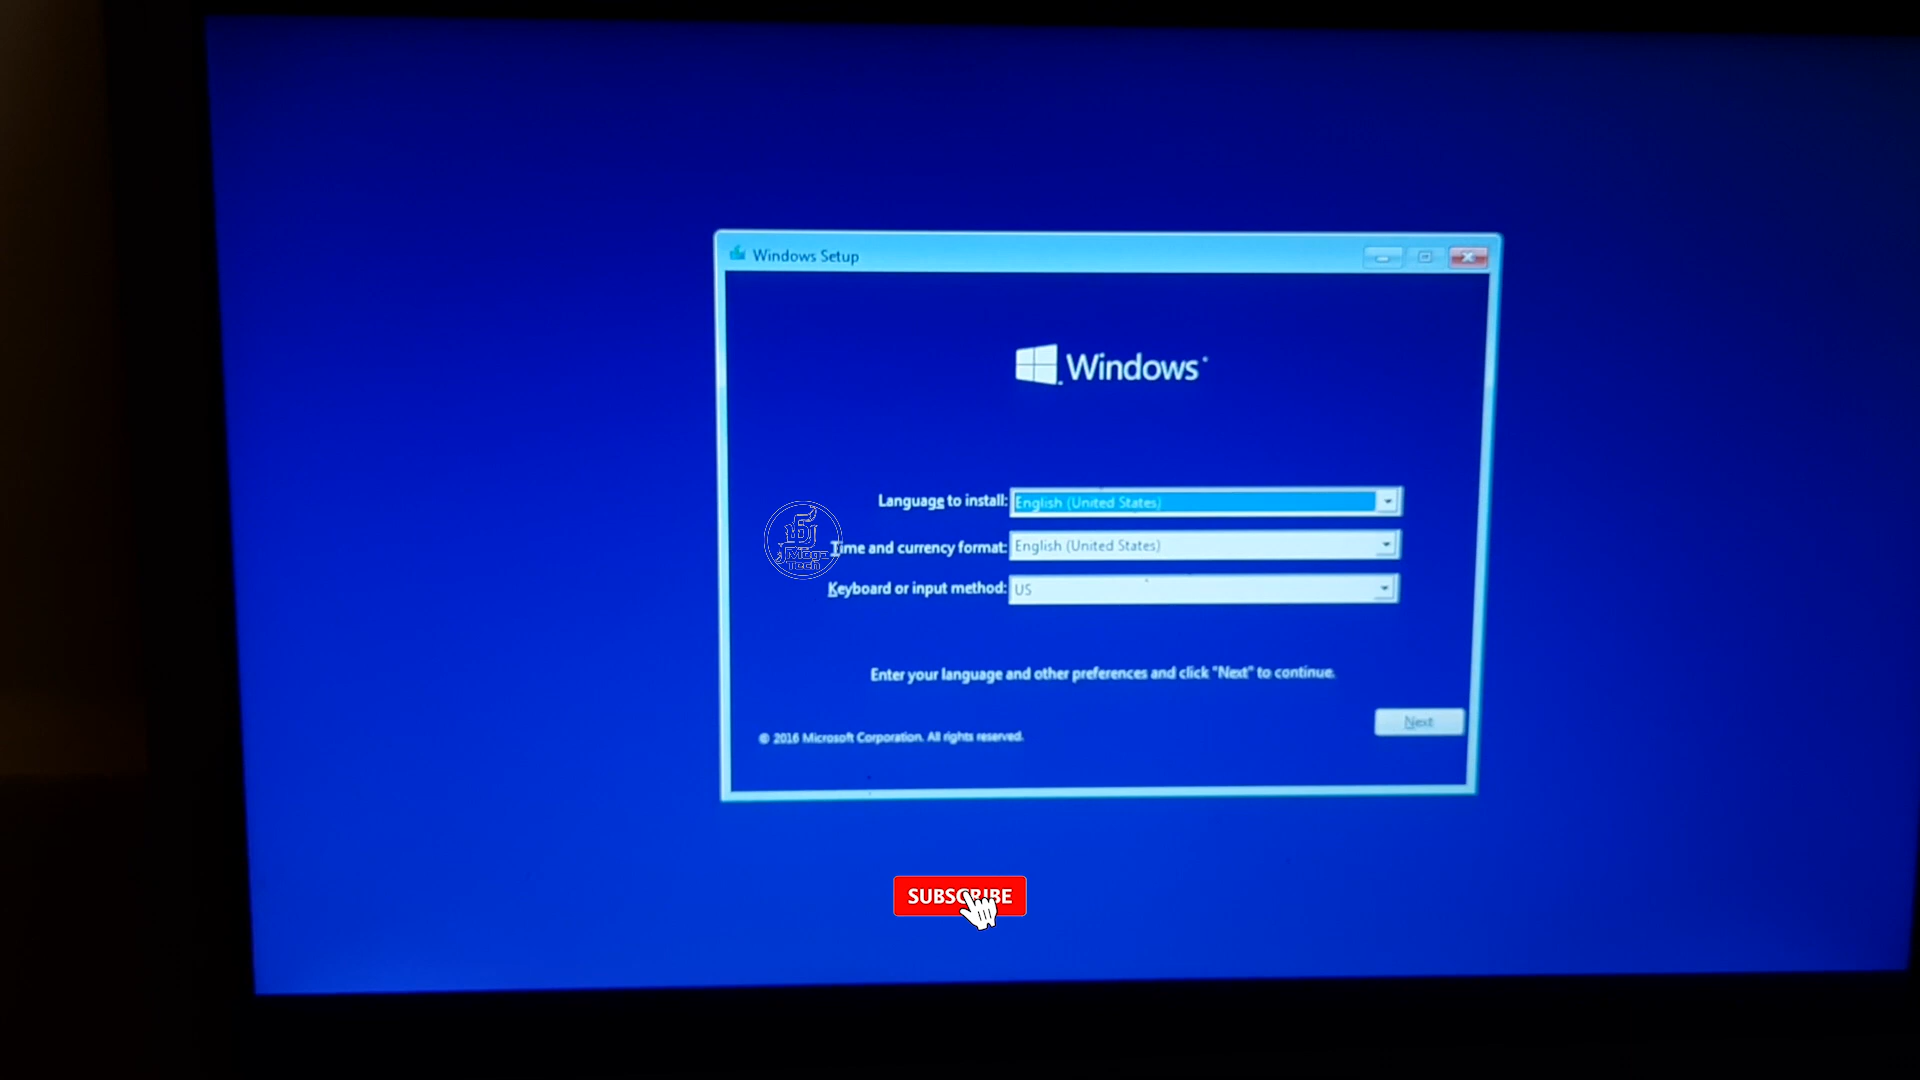 Windows Setup
Windows
Language to install: English (United States)
Time and currency format: English (United States)
Keyboard or input method: US
Enter your language and other preferences and click "Next" to continue.
Next
© 2016 Microsoft Corporation. All rights reserved.
Mega
Tech
SUBSCRIBE